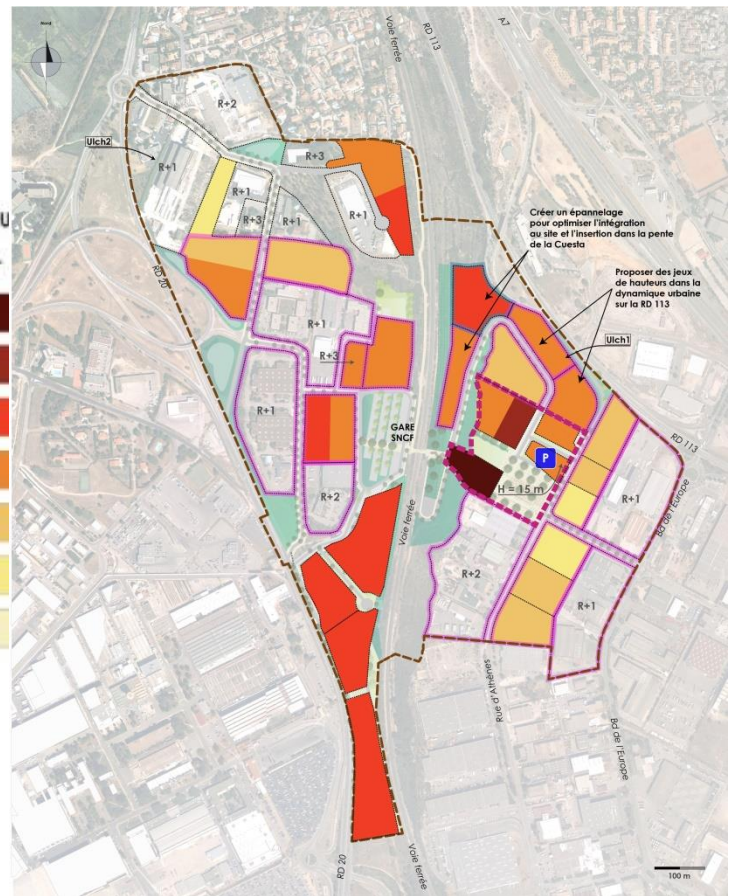 Nord
Voie ferrée
RD 113
A7
R+2
UIch2
R+1
R+3
R+1
R+1
R+3
R+1
Créer un épannelage
pour optimiser l'intégration
au site et l'insertion dans la pente
de la Cuesta
Proposer des jeux
de hauteurs dans la
dynamique urbaine
sur la RD 113
RD 20
R+1
UIch1
R+3
R+1
GARE
SNCF
RD 113
P
H = 15 m
R+1
Bd de l'Europe
R+2
Voie ferrée
R+2
R+1
Rue d'Athènes
Bd de l'Europe
RD 20
Voie ferrée
100 m